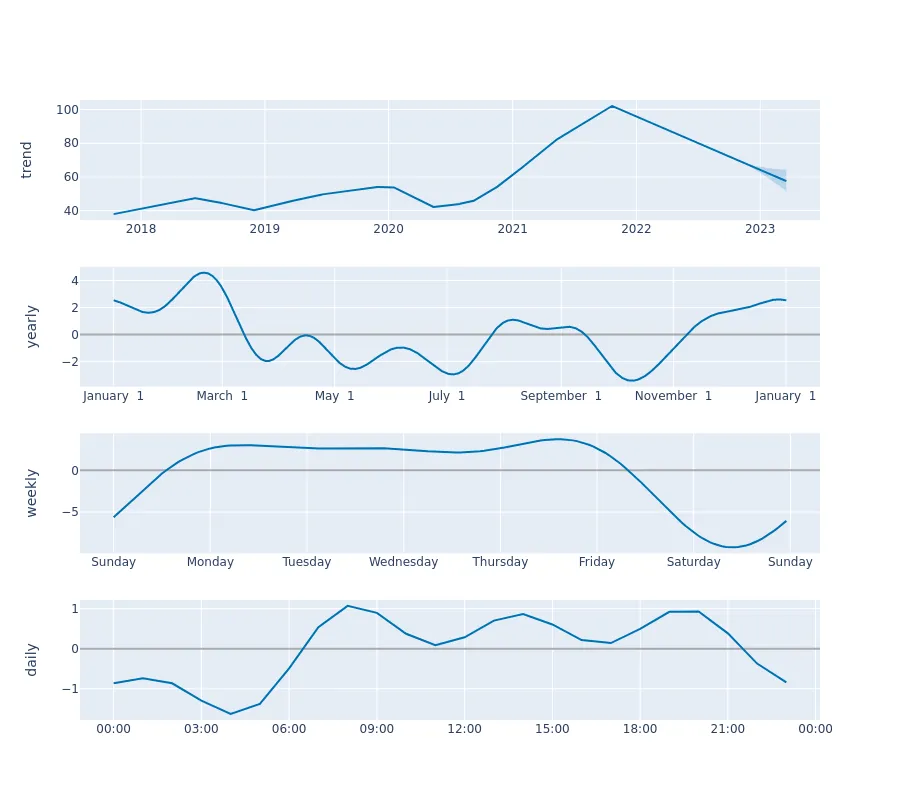 trend
100
80
60
40
2018 2019 2020 2021 2022 2023
yearly
4
2
0
−2
January 1 March 1 May 1 July 1 September 1 November 1 January 1
weekly
0
−5
Sunday Monday Tuesday Wednesday Thursday Friday Saturday Sunday
daily
1
0
−1
00:00 03:00 06:00 09:00 12:00 15:00 18:00 21:00 00:00